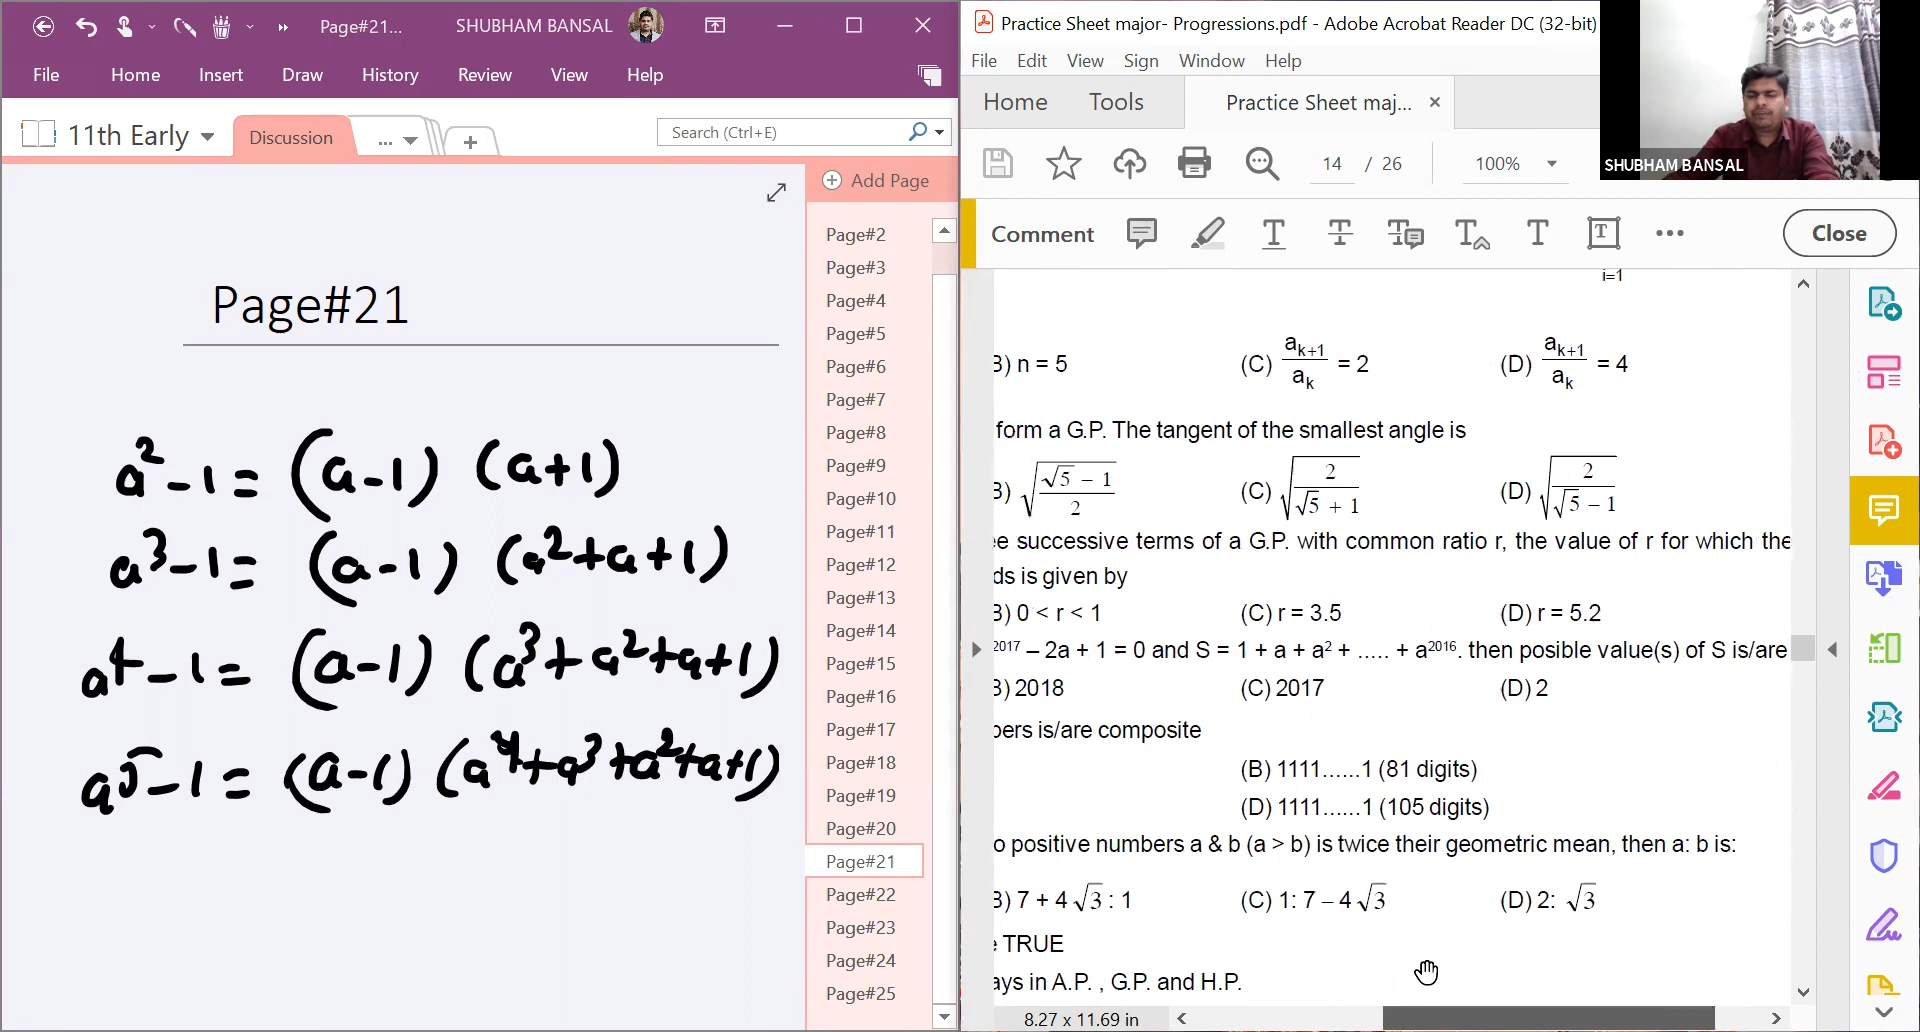 Page#21...
SHUBHAM BANSAL
File Home Insert Draw History Review View Help
11th Early
Discussion
...
Search (Ctrl+E)
Add Page
Page#2
Page#3
Page#4
Page#5
Page#6
Page#7
Page#8
Page#9
Page#10
Page#11
Page#12
Page#13
Page#14
Page#15
Page#16
Page#17
Page#18
Page#19
Page#20
Page#21
Page#22
Page#23
Page#24
Page#25
Page#21
a² - 1 = (a - 1) (a + 1)
a³ - 1 = (a - 1) (a² + a + 1)
a⁴ - 1 = (a - 1) (a³ + a² + a + 1)
a⁵ - 1 = (a - 1) (a⁴ + a³ + a² + a + 1)
Practice Sheet major- Progressions.pdf - Adobe Acrobat Reader DC (32-bit)
File Edit View Sign Window Help
Home Tools Practice Sheet maj... ×
14 / 26 100%
SHUBHAM BANSAL
Comment Close
i=1
B) n = 5 (C) aₖ₊₁/aₖ = 2 (D) aₖ₊₁/aₖ = 4
form a G.P. The tangent of the smallest angle is
B) √((√5 – 1)/2) (C) √(2/(√5 + 1)) (D) √(2/(√5 – 1))
ee successive terms of a G.P. with common ratio r, the value of r for which the
ds is given by
B) 0 < r < 1 (C) r = 3.5 (D) r = 5.2
²⁰¹⁷ – 2a + 1 = 0 and S = 1 + a + a² + ..... + a²⁰¹⁶. then posible value(s) of S is/are
B) 2018 (C) 2017 (D) 2
bers is/are composite
(B) 1111......1 (81 digits)
(D) 1111......1 (105 digits)
o positive numbers a & b (a > b) is twice their geometric mean, then a: b is:
B) 7 + 4√3 : 1 (C) 1: 7 – 4√3 (D) 2: √3
e TRUE
ays in A.P. , G.P. and H.P.
8.27 x 11.69 in